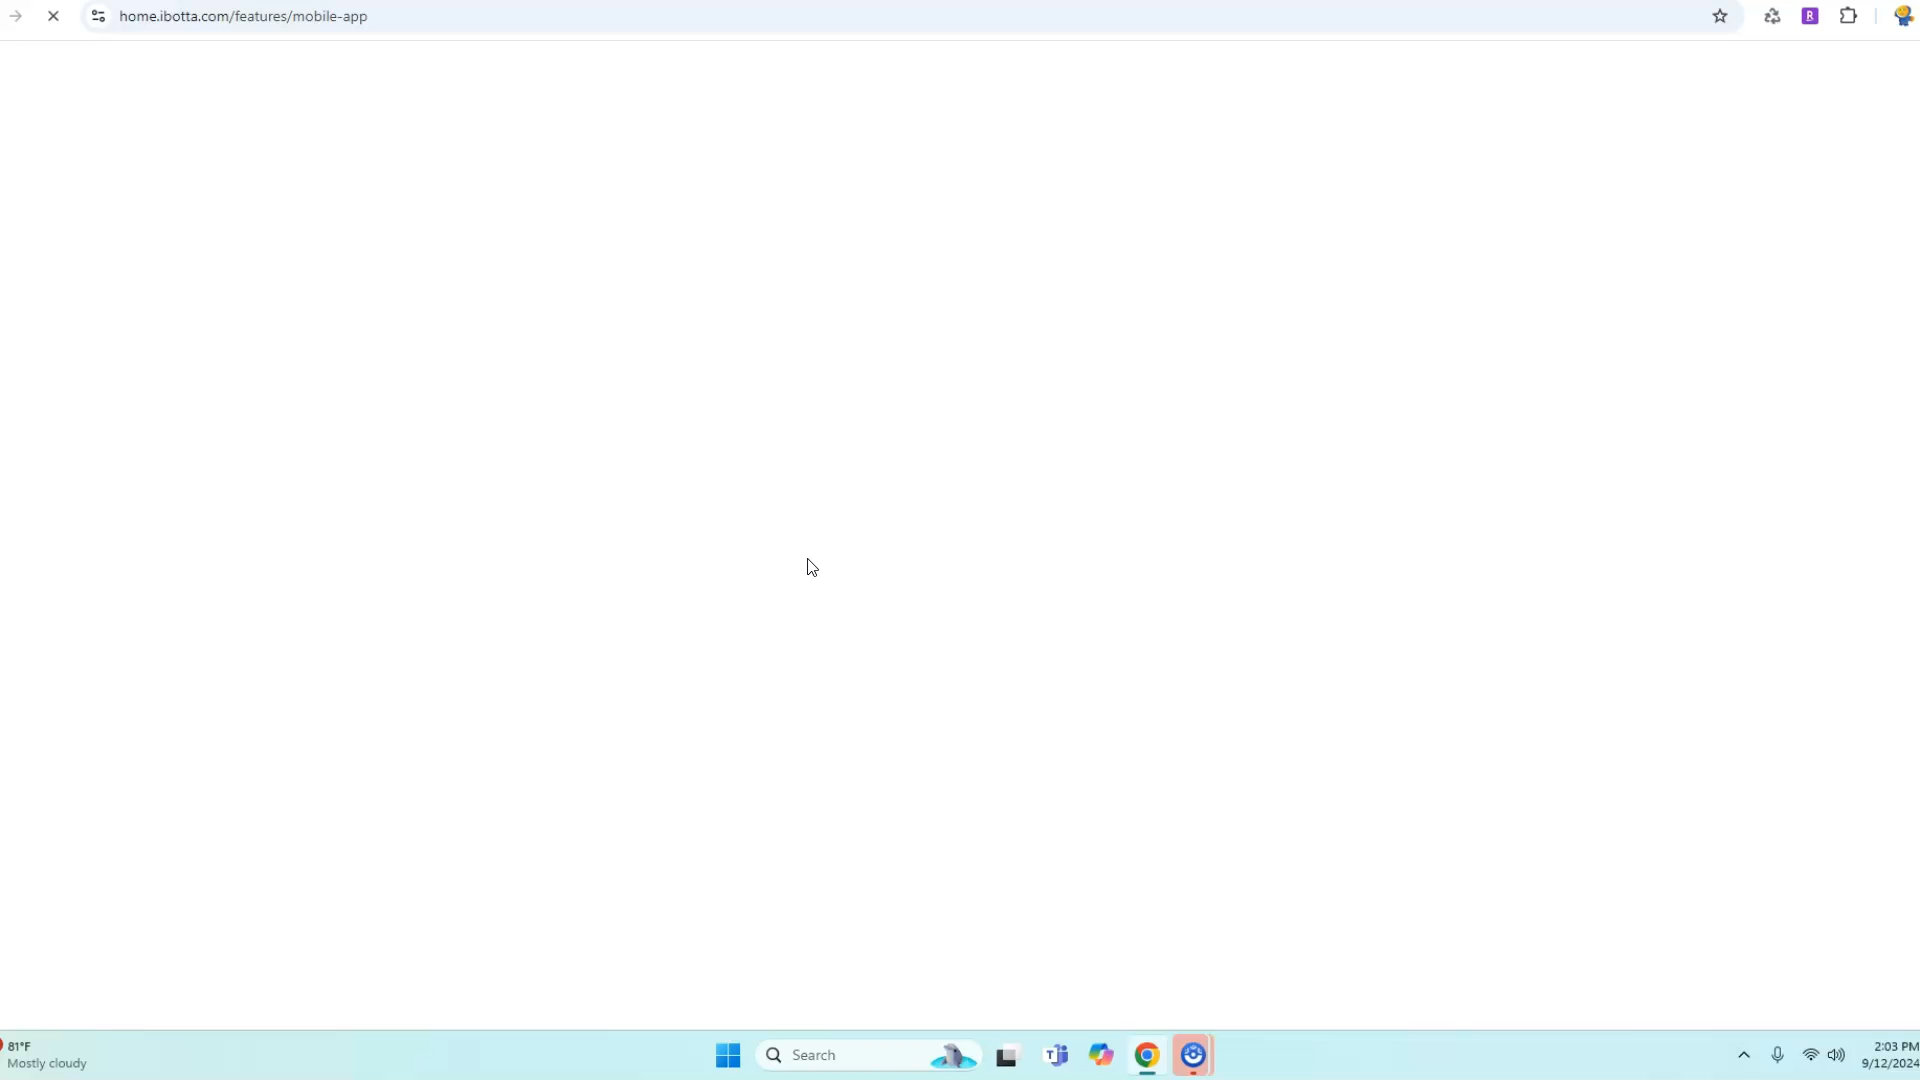 home.ibotta.com/features/mobile-app
R
81°F
Mostly cloudy
Search
T
2:03 PM
9/12/2024